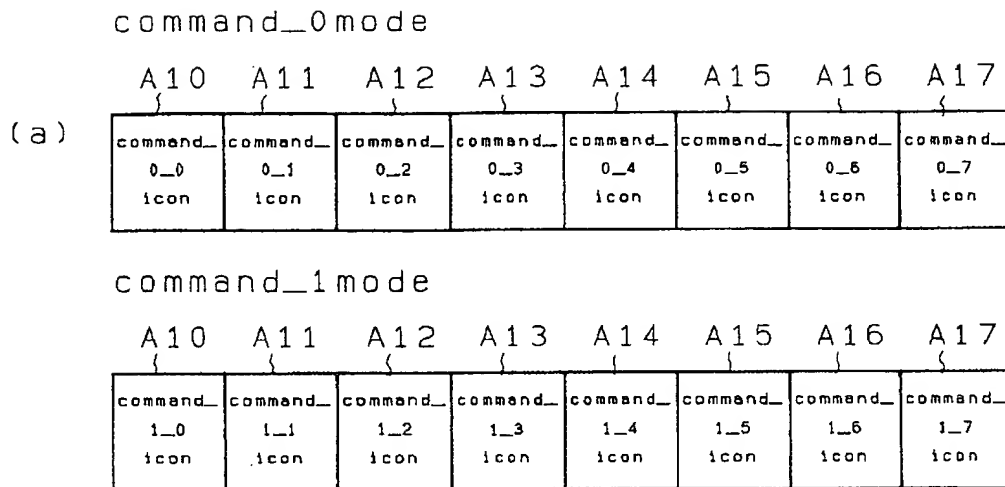 command_0mode
A10 A11 A12 A13 A14 A15 A16 A17
(a)
command_ command_ command_ command_ command_ command_ command_ command_
0_0 0_1 0_2 0_3 0_4 0_5 0_6 0_7
icon icon icon icon icon icon icon icon
command_1mode
A10 A11 A12 A13 A14 A15 A16 A17
command_ command_ command_ command_ command_ command_ command_ command_
1_0 1_1 1_2 1_3 1_4 1_5 1_6 1_7
icon icon icon icon icon icon icon icon